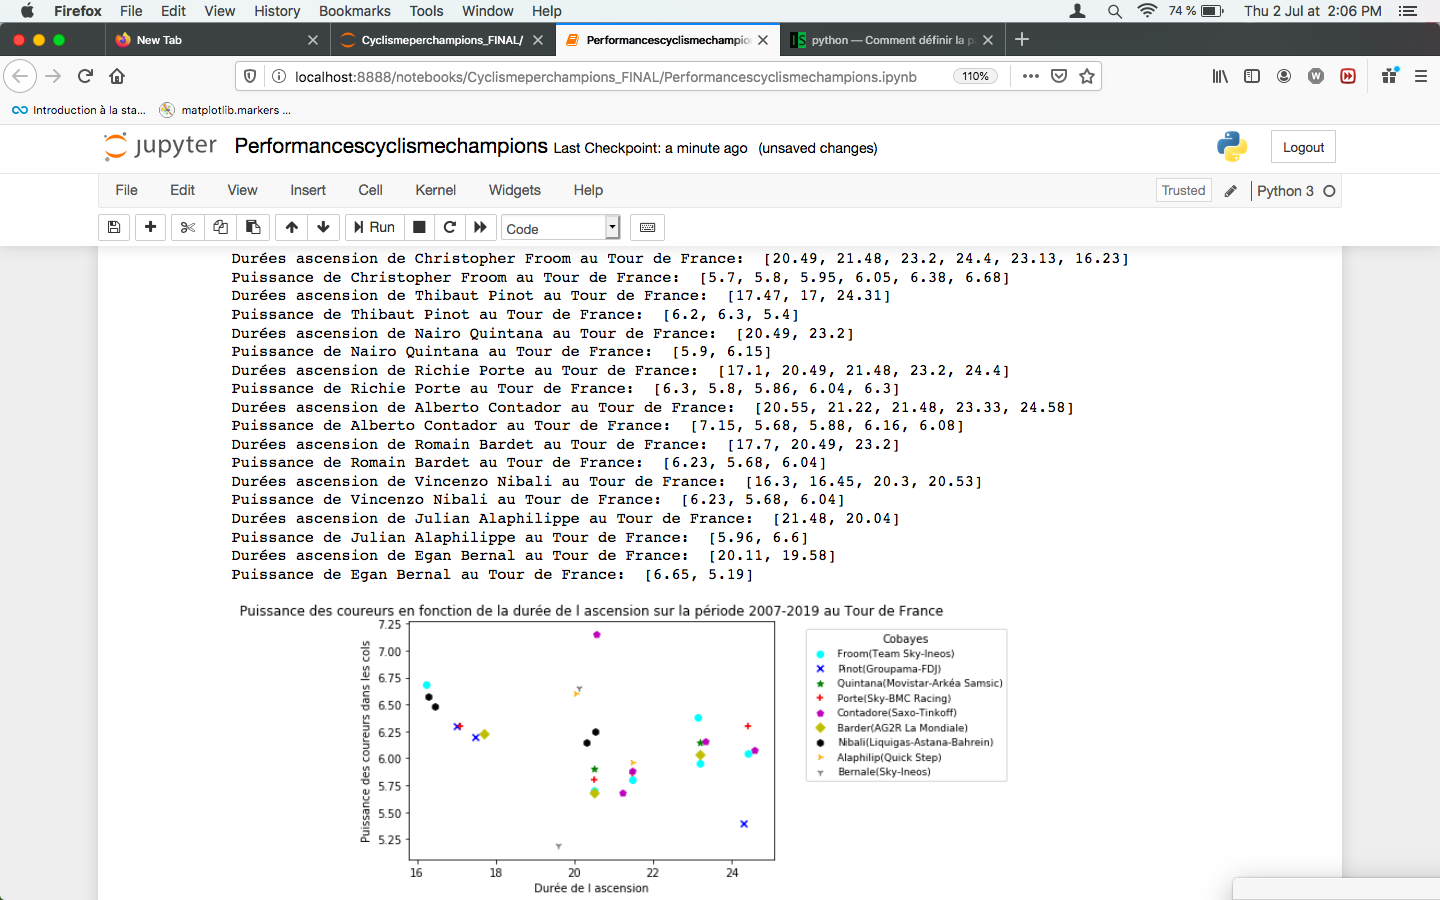 Firefox File Edit View History Bookmarks Tools Window Help 74 % Thu 2 Jul at 2:06 PM
New Tab
Cyclismeperchampions_FINAL/
Performancescyclismechampio
python — Comment définir la p
localhost:8888/notebooks/Cyclismeperchampions_FINAL/Performancescyclismechampions.ipynb 110%
Introduction à la sta... matplotlib.markers ...
jupyter Performancescyclismechampions Last Checkpoint: a minute ago (unsaved changes) Logout
File Edit View Insert Cell Kernel Widgets Help Trusted Python 3
Run Code
Durées ascension de Christopher Froom au Tour de France: [20.49, 21.48, 23.2, 24.4, 23.13, 16.23]
Puissance de Christopher Froom au Tour de France: [5.7, 5.8, 5.95, 6.05, 6.38, 6.68]
Durées ascension de Thibaut Pinot au Tour de France: [17.47, 17, 24.31]
Puissance de Thibaut Pinot au Tour de France: [6.2, 6.3, 5.4]
Durées ascension de Nairo Quintana au Tour de France: [20.49, 23.2]
Puissance de Nairo Quintana au Tour de France: [5.9, 6.15]
Durées ascension de Richie Porte au Tour de France: [17.1, 20.49, 21.48, 23.2, 24.4]
Puissance de Richie Porte au Tour de France: [6.3, 5.8, 5.86, 6.04, 6.3]
Durées ascension de Alberto Contador au Tour de France: [20.55, 21.22, 21.48, 23.33, 24.58]
Puissance de Alberto Contador au Tour de France: [7.15, 5.68, 5.88, 6.16, 6.08]
Durées ascension de Romain Bardet au Tour de France: [17.7, 20.49, 23.2]
Puissance de Romain Bardet au Tour de France: [6.23, 5.68, 6.04]
Durées ascension de Vincenzo Nibali au Tour de France: [16.3, 16.45, 20.3, 20.53]
Puissance de Vincenzo Nibali au Tour de France: [6.23, 5.68, 6.04]
Durées ascension de Julian Alaphilippe au Tour de France: [21.48, 20.04]
Puissance de Julian Alaphilippe au Tour de France: [5.96, 6.6]
Durées ascension de Egan Bernal au Tour de France: [20.11, 19.58]
Puissance de Egan Bernal au Tour de France: [6.65, 5.19]
Puissance des coureurs en fonction de la durée de l ascension sur la période 2007-2019 au Tour de France
Puissance des coureurs dans les cols
7.25
7.00
6.75
6.50
6.25
6.00
5.75
5.50
5.25
16 18 20 22 24
Durée de l ascension
Cobayes
Froom(Team Sky-Ineos)
Pinot(Groupama-FDJ)
Quintana(Movistar-Arkéa Samsic)
Porte(Sky-BMC Racing)
Contadore(Saxo-Tinkoff)
Barder(AG2R La Mondiale)
Nibali(Liquigas-Astana-Bahrein)
Alaphilip(Quick Step)
Bernale(Sky-Ineos)